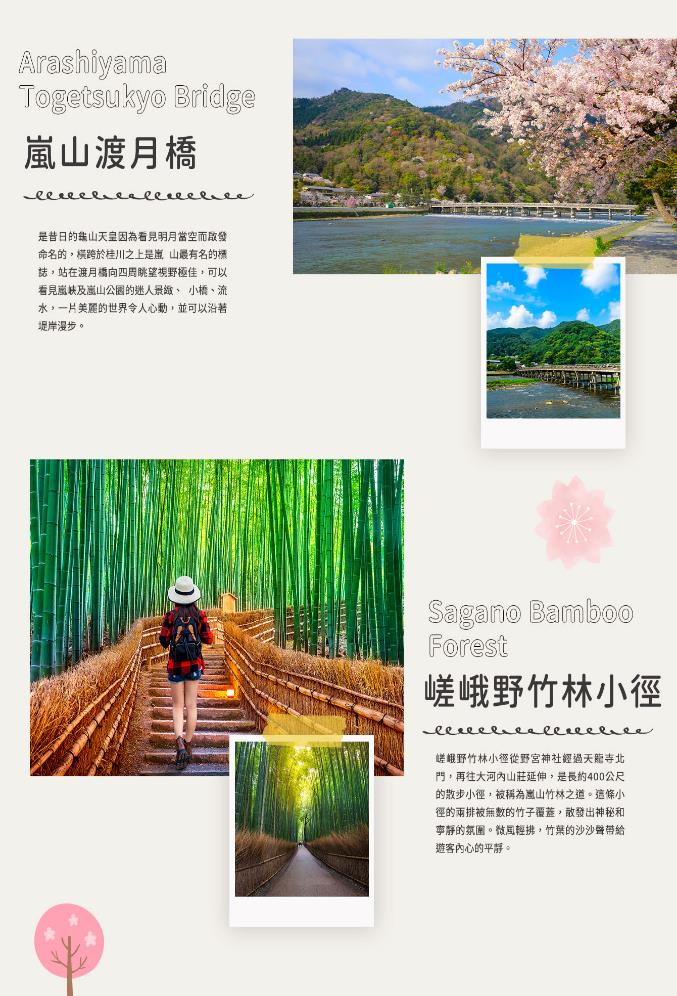 Arashiyama
Togetsukyo Bridge
嵐山渡月橋
是昔日的龜山天皇因為看見明月當空而啟發
命名的，橫跨於桂川之上是嵐 山最有名的標
誌，站在渡月橋向四周眺望視野極佳，可以
看見嵐峽及嵐山公園的迷人景緻、 小橋、流
水，一片美麗的世界令人心動，並可以沿著
堤岸漫步。
Sagano Bamboo
Forest
嵯峨野竹林小徑
嵯峨野竹林小徑從野宮神社經過天龍寺北
門，再往大河內山莊延伸，是長約400公尺
的散步小徑，被稱為嵐山竹林之道。這條小
徑的兩排被無數的竹子覆蓋，散發出神秘和
寧靜的氛圍。微風輕拂，竹葉的沙沙聲帶給
遊客內心的平靜。